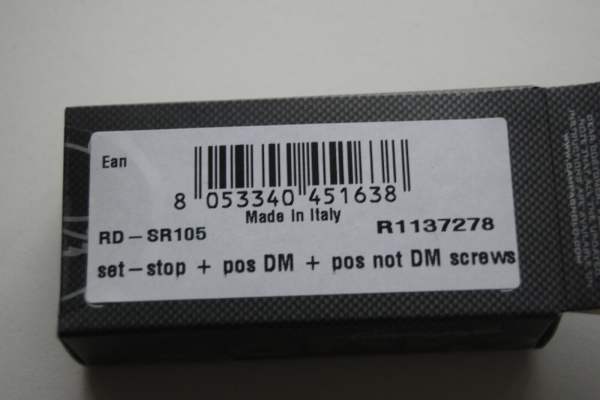 Ean
8 053340 451638
Made in Italy
RD-SR105 R1137278
set-stop + pos DM + pos not DM screws